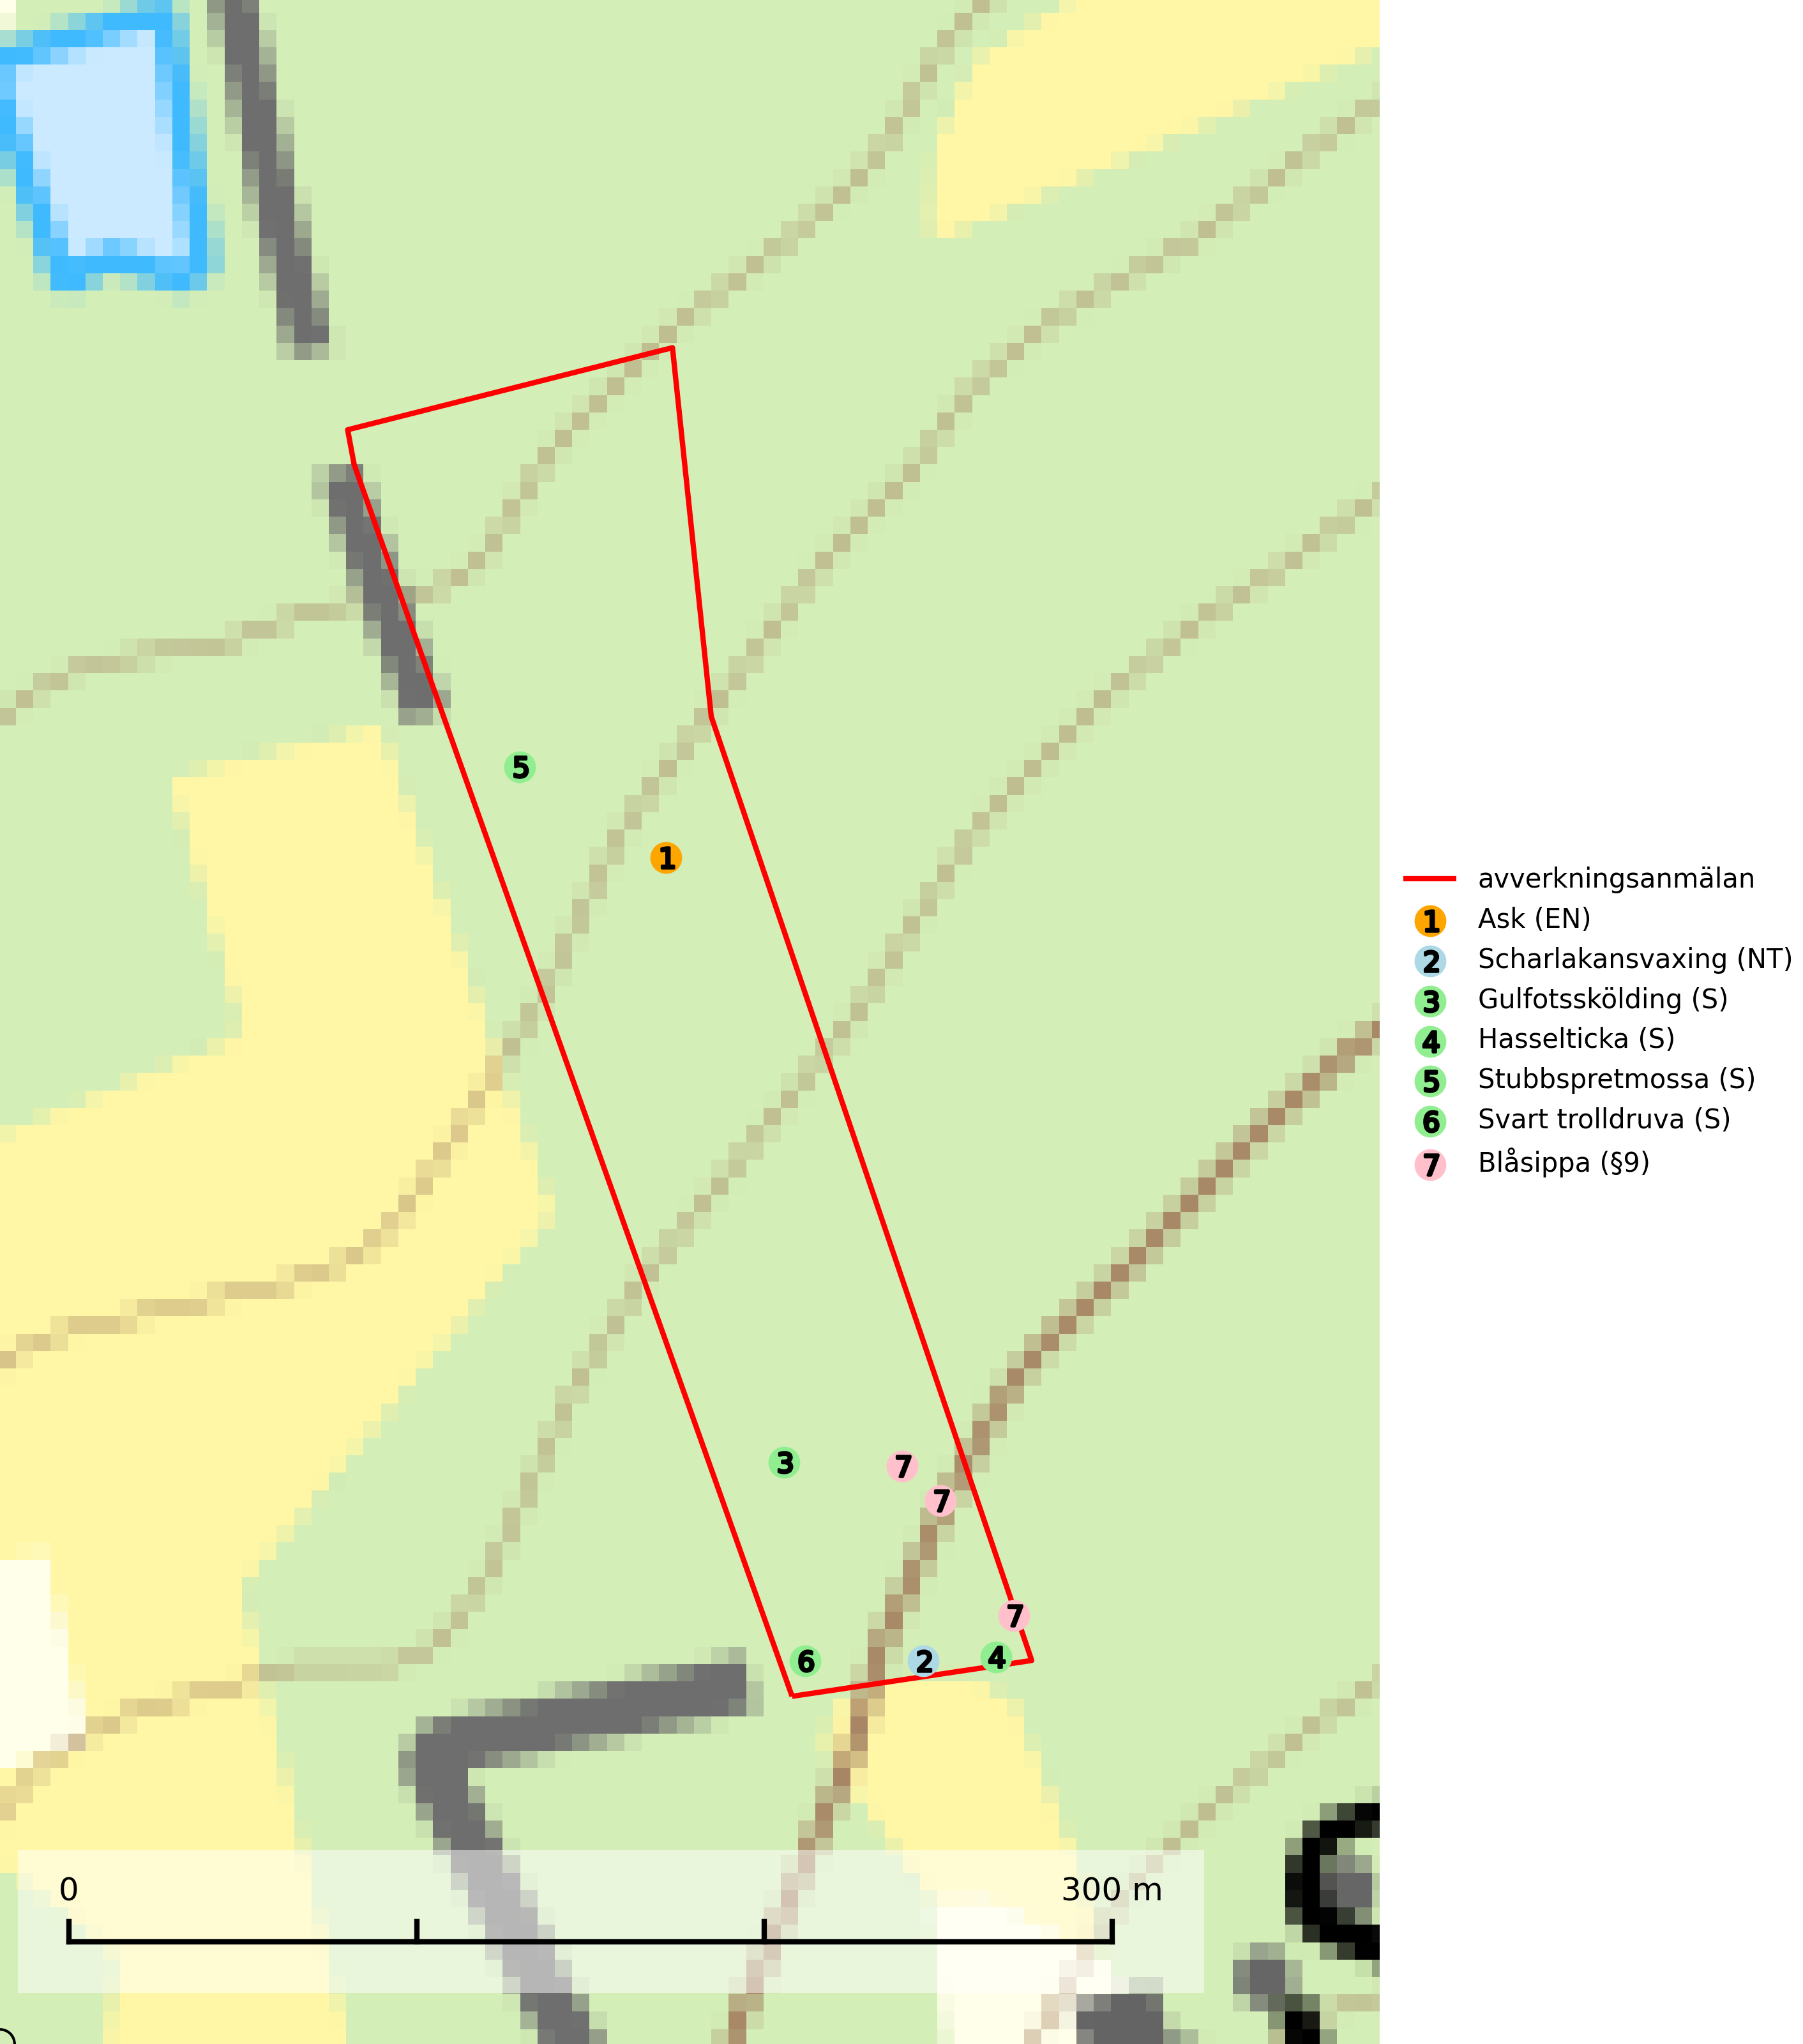 5
1
3
7
7
7
6
2
4
0
300 m
avverkningsanmälan
1 Ask (EN)
2 Scharlakansvaxing (NT)
3 Gulfotsskölding (S)
4 Hasselticka (S)
5 Stubbspretmossa (S)
6 Svart trolldruva (S)
7 Blåsippa (§9)